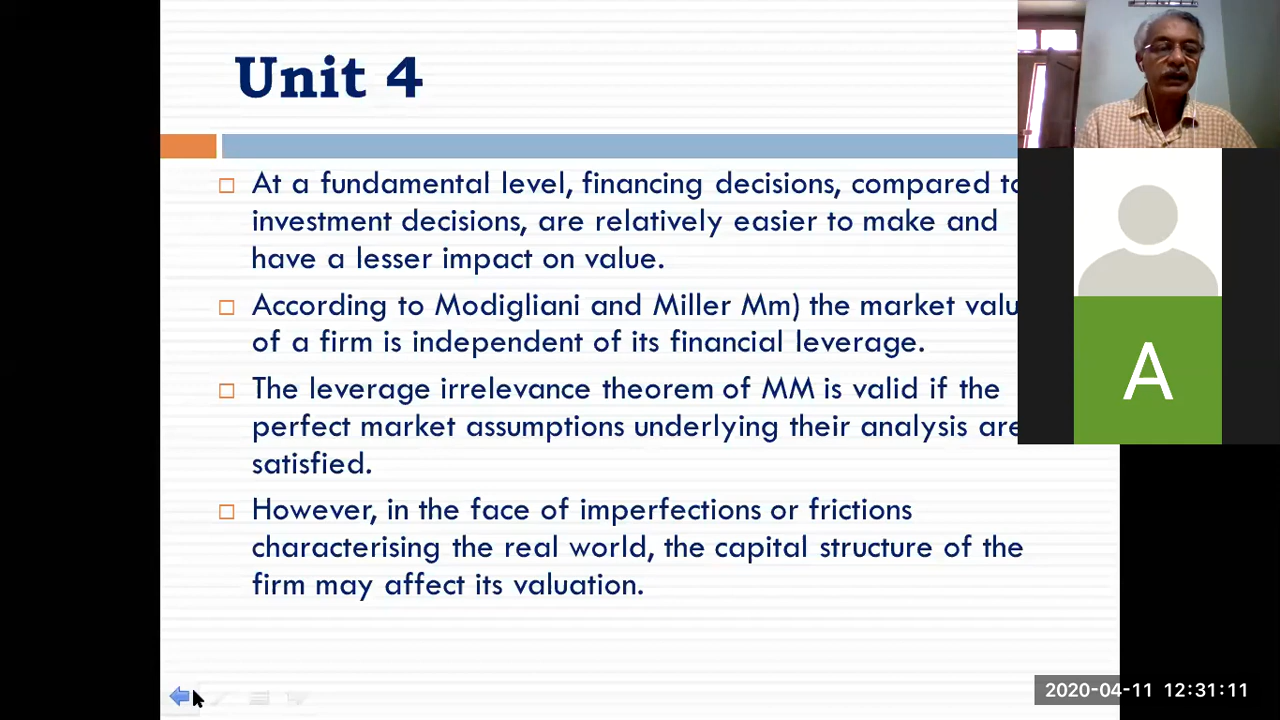 Unit 4
At a fundamental level, financing decisions, compared to
investment decisions, are relatively easier to make and
have a lesser impact on value.
According to Modigliani and Miller Mm) the market valu
of a firm is independent of its financial leverage.
The leverage irrelevance theorem of MM is valid if the
perfect market assumptions underlying their analysis are
satisfied.
However, in the face of imperfections or frictions
characterising the real world, the capital structure of the
firm may affect its valuation.
A
2020-04-11 12:31:11